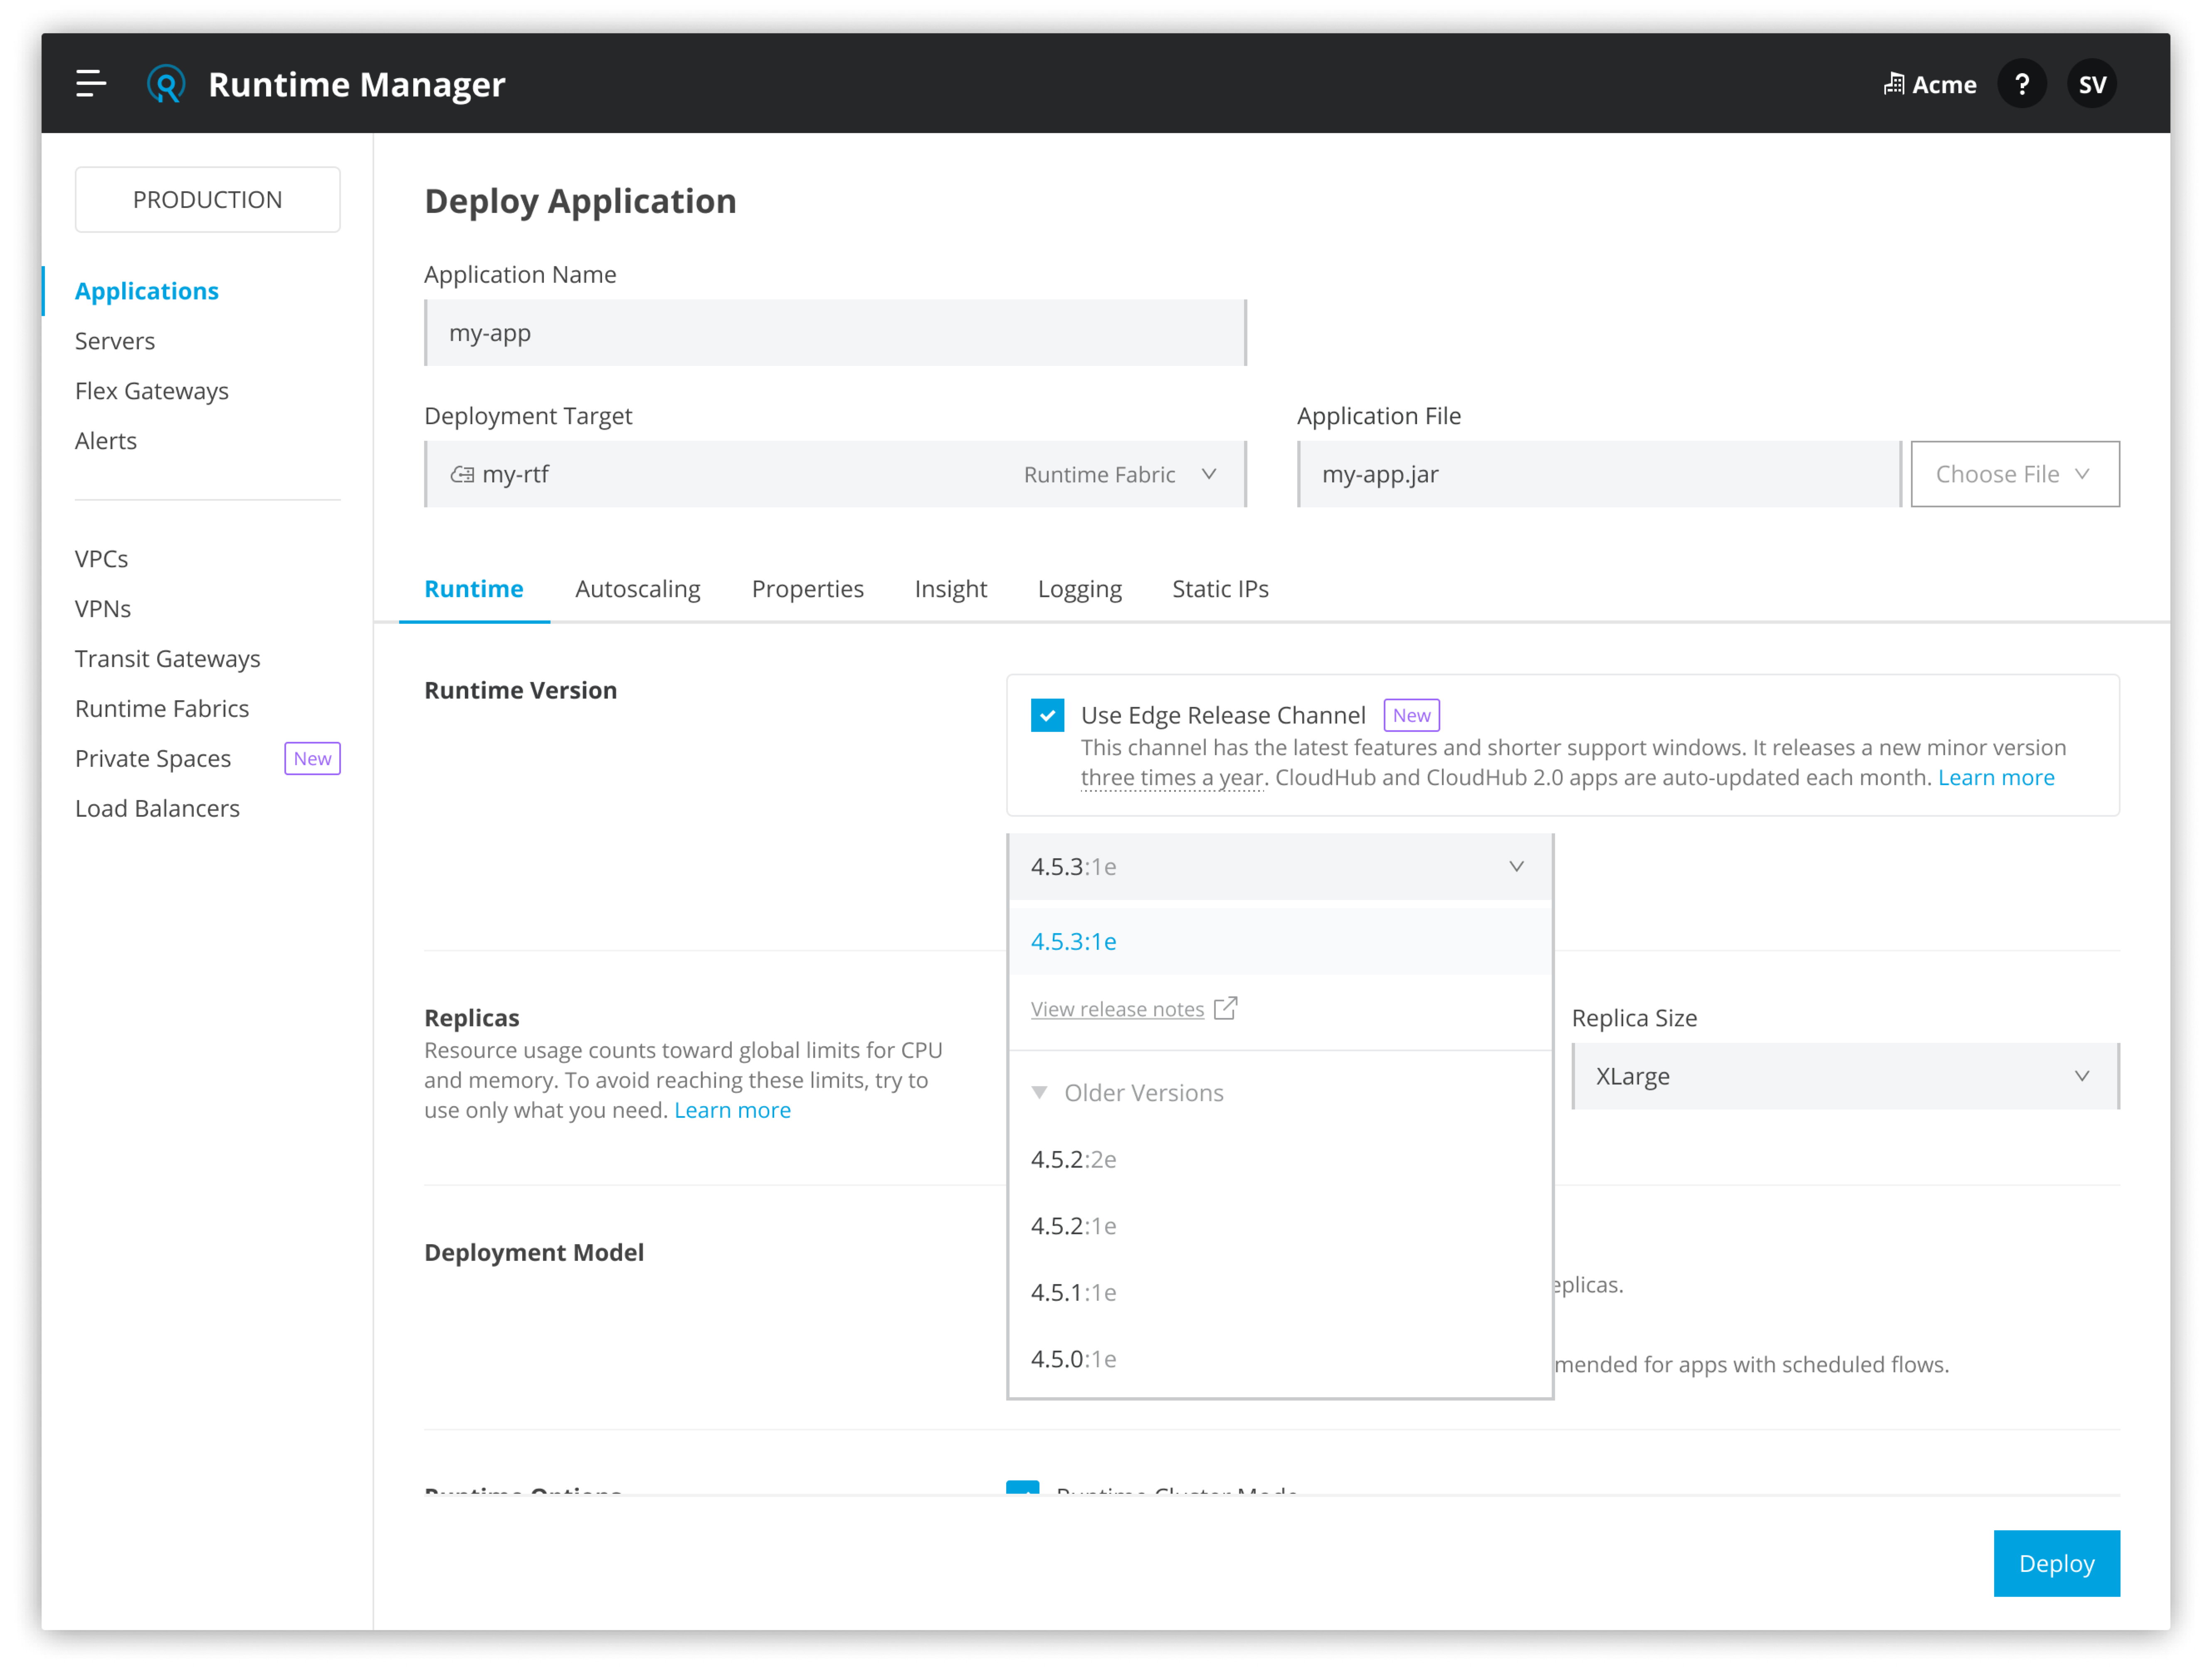 Runtime Manager
Acme
?
SV
PRODUCTION
Applications
Servers
Flex Gateways
Alerts
VPCs
VPNs
Transit Gateways
Runtime Fabrics
Private Spaces New
Load Balancers
Deploy Application
Application Name
my-app
Deployment Target
my-rtf Runtime Fabric
Application File
my-app.jar Choose File
Runtime Autoscaling Properties Insight Logging Static IPs
Runtime Version
Use Edge Release Channel New
This channel has the latest features and shorter support windows. It releases a new minor version
three times a year. CloudHub and CloudHub 2.0 apps are auto-updated each month. Learn more
4.5.3:1e
4.5.3:1e
View release notes
Older Versions
4.5.2:2e
4.5.2:1e
4.5.1:1e
4.5.0:1e
Replicas
Resource usage counts toward global limits for CPU
and memory. To avoid reaching these limits, try to
use only what you need. Learn more
Replica Size
XLarge
Deployment Model
eplicas.
mended for apps with scheduled flows.
Runtime Options
Runtime Cluster Mode
Deploy